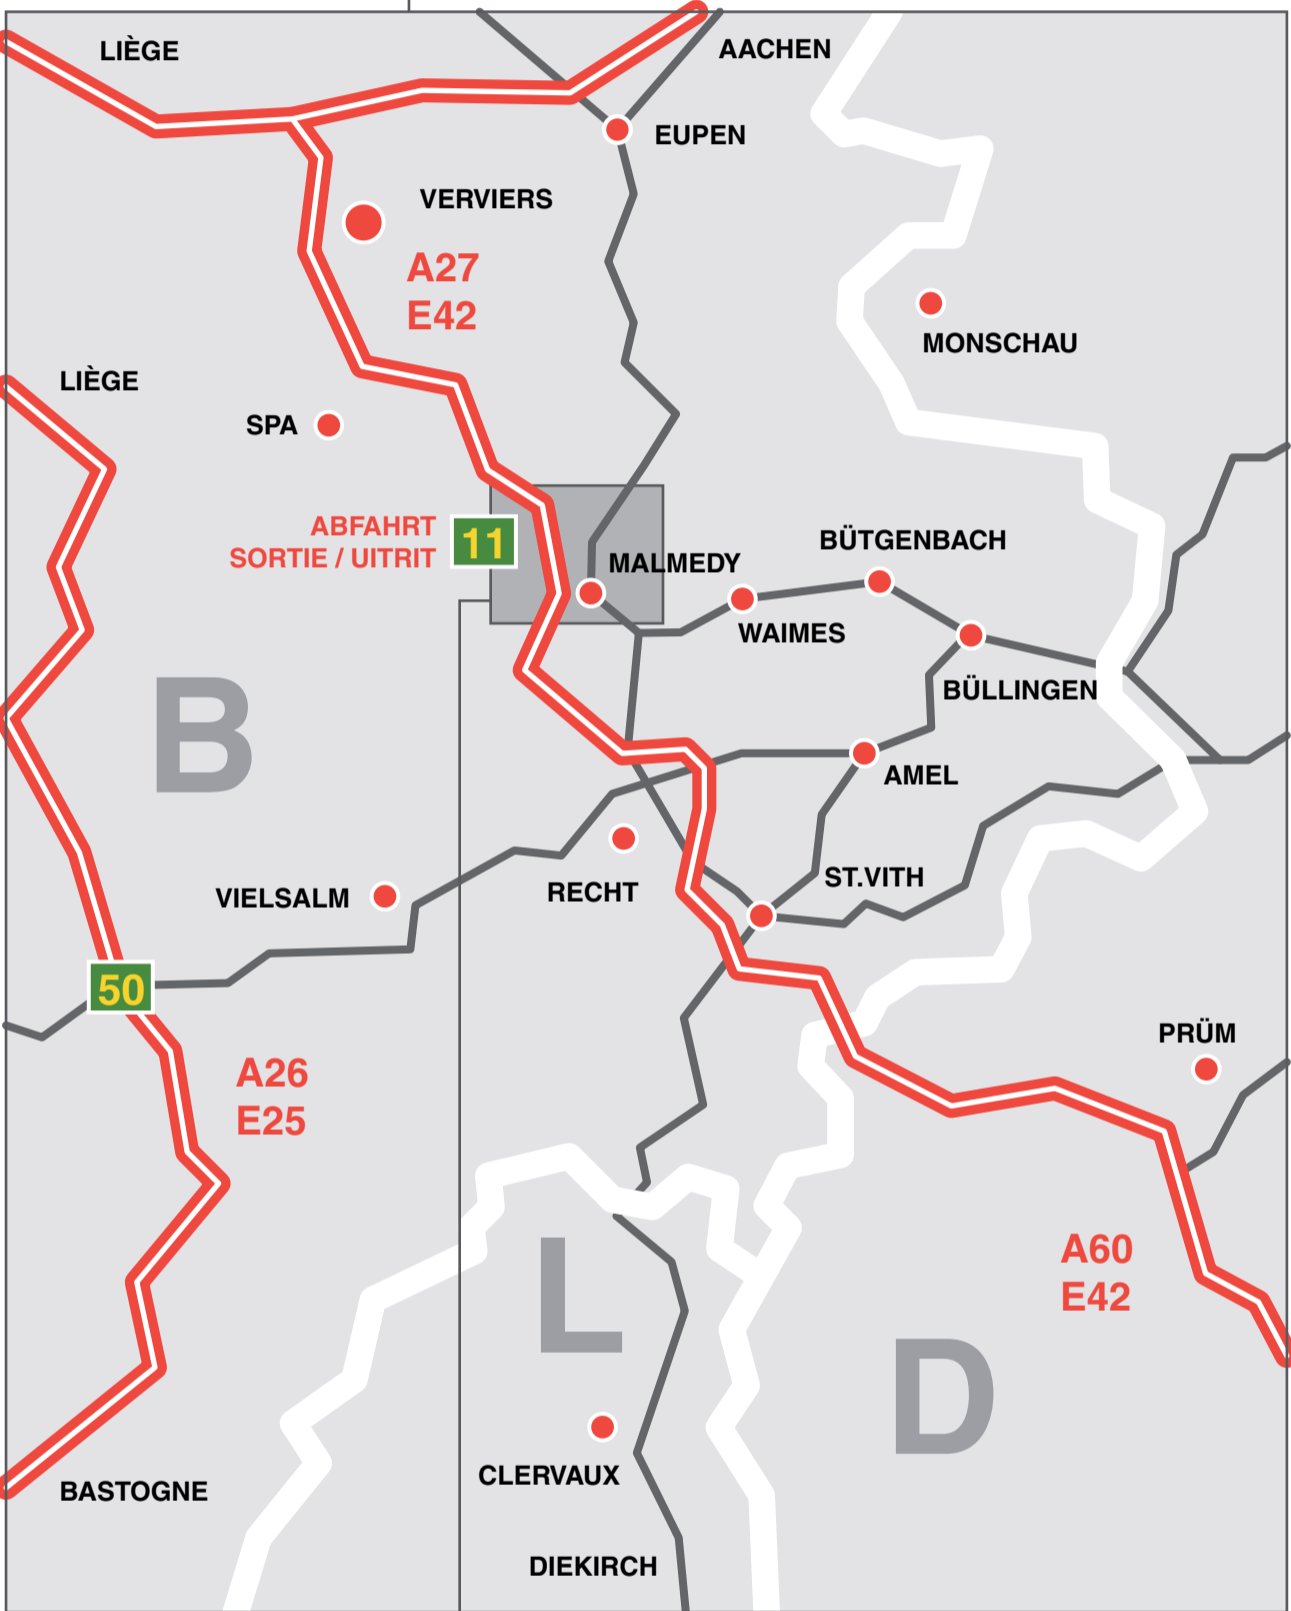 LIÈGE
AACHEN
EUPEN
VERVIERS
A27
E42
MONSCHAU
LIÈGE
SPA
ABFAHRT
SORTIE / UITRIT
11
MALMEDY
BÜTGENBACH
WAIMES
BÜLLINGEN
B
AMEL
RECHT
ST.VITH
VIELSALM
50
PRÜM
A26
E25
L
A60
E42
D
CLERVAUX
BASTOGNE
DIEKIRCH